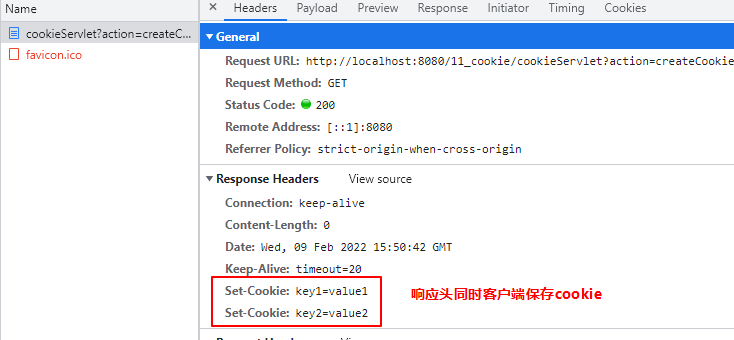 Name
cookieServlet?action=createC...
favicon.ico
× Headers Payload Preview Response Initiator Timing Cookies
▼ General
Request URL: http://localhost:8080/11_cookie/cookieServlet?action=createCookie
Request Method: GET
Status Code: 200
Remote Address: [::1]:8080
Referrer Policy: strict-origin-when-cross-origin
▼ Response Headers View source
Connection: keep-alive
Content-Length: 0
Date: Wed, 09 Feb 2022 15:50:42 GMT
Keep-Alive: timeout=20
Set-Cookie: key1=value1
响应头同时客户端保存cookie
Set-Cookie: key2=value2